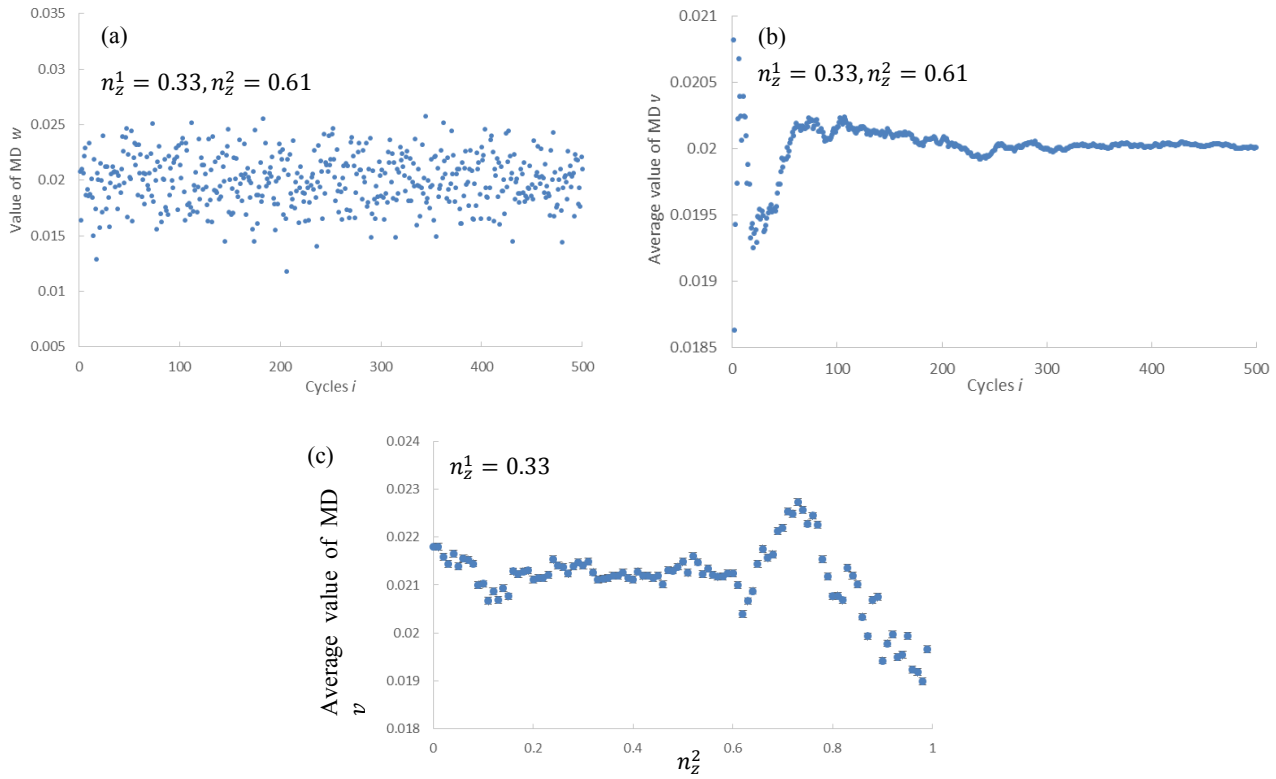 (a)
n_z^1 = 0.33, n_z^2 = 0.61
Value of MD w
0.035
0.03
0.025
0.02
0.015
0.01
0.005
0 100 200 300 400 500
Cycles i
(b)
n_z^1 = 0.33, n_z^2 = 0.61
Average value of MD v
0.021
0.0205
0.02
0.0195
0.019
0.0185
0 100 200 300 400 500
Cycles i
(c)
n_z^1 = 0.33
Average value of MD
v
0.024
0.023
0.022
0.021
0.02
0.019
0.018
0 0.2 0.4 0.6 0.8 1
n_z^2